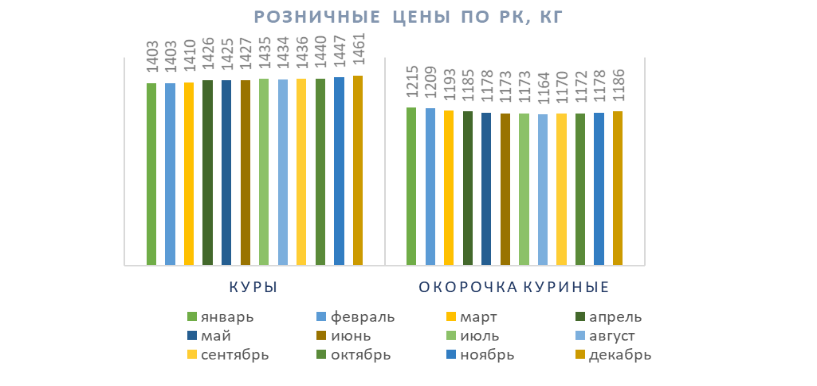 РОЗНИЧНЫЕ ЦЕНЫ ПО РК, КГ
1403 1403 1410 1426 1425 1427 1435 1434 1436 1440 1447 1461
1215 1209 1193 1185 1178 1173 1173 1164 1170 1172 1178 1186
КУРЫ ОКОРОЧКА КУРИНЫЕ
январь февраль март апрель
май июнь июль август
сентябрь октябрь ноябрь декабрь